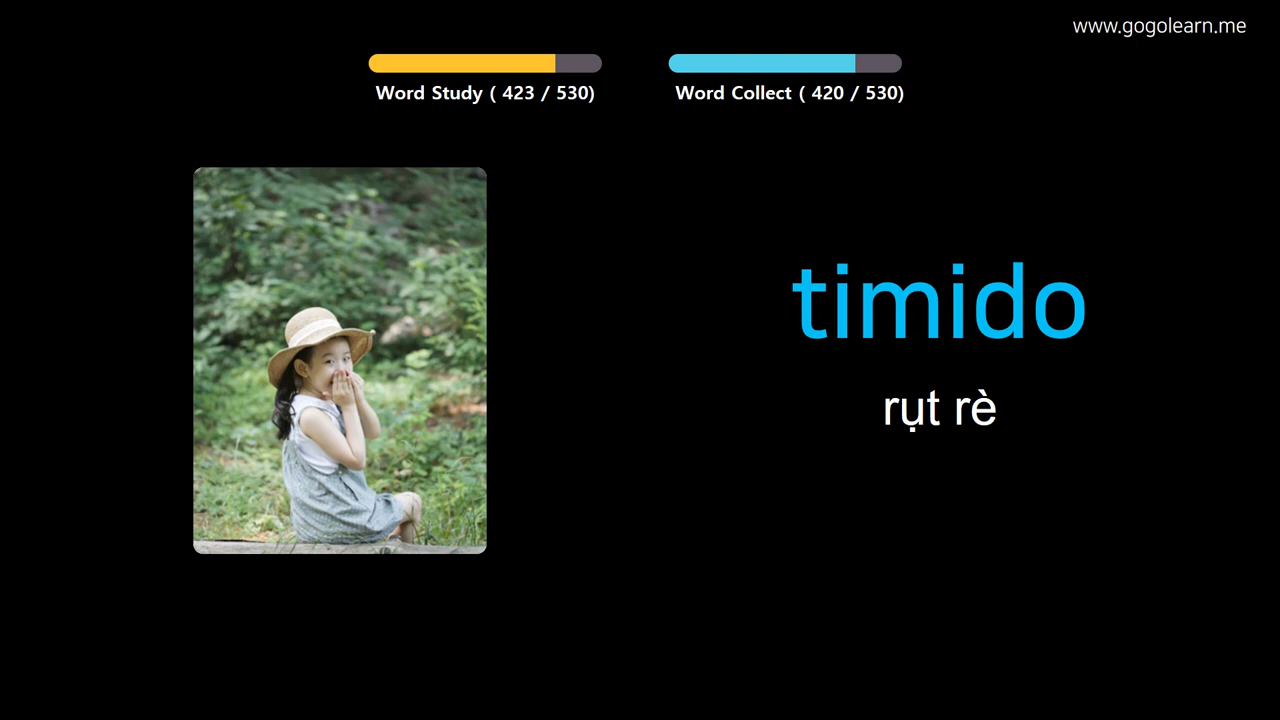 www.gogolearn.me
Word Study ( 423 / 530)
Word Collect ( 420 / 530)
timido
rụt rè